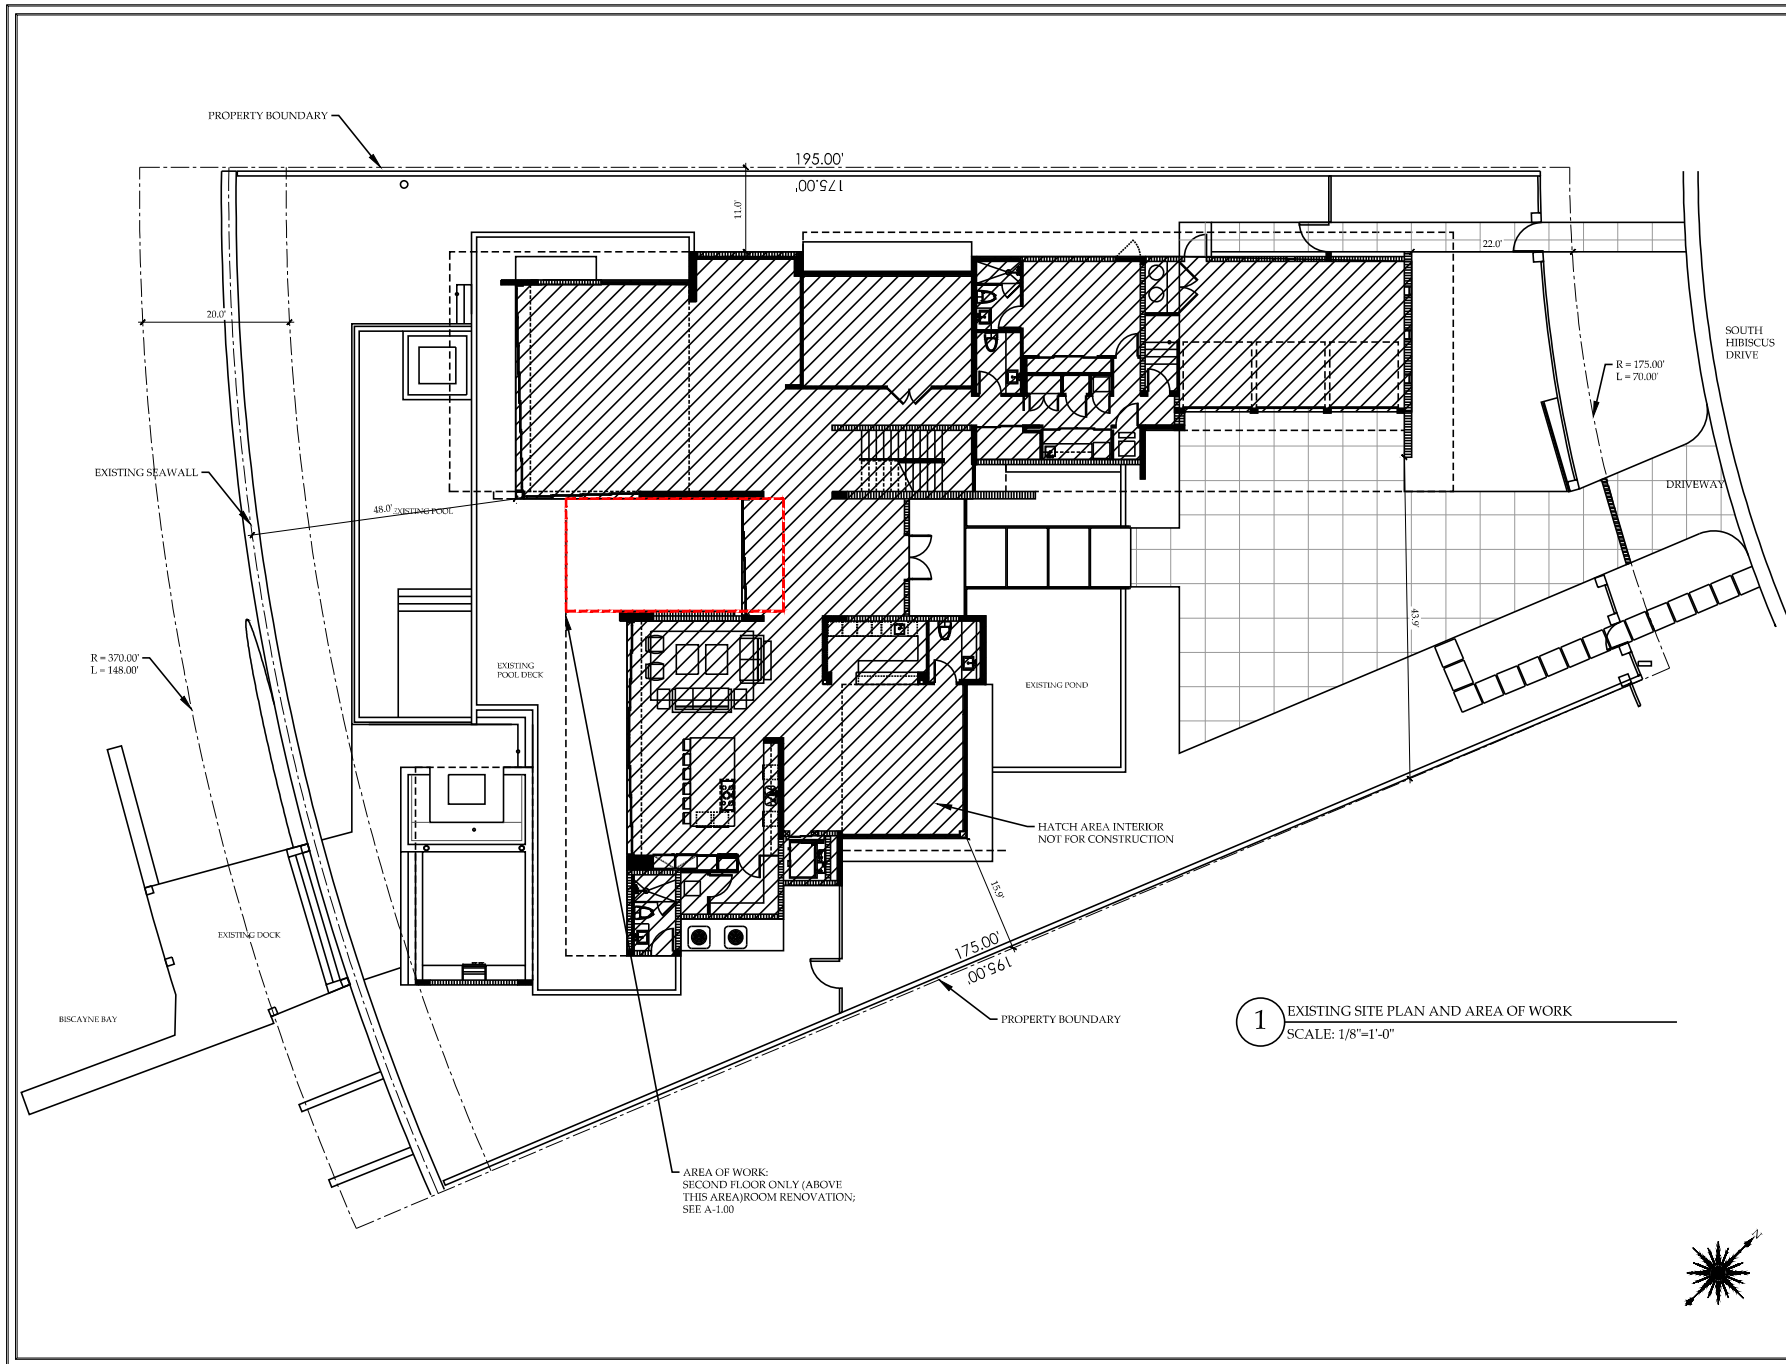 PROPERTY BOUNDARY
195.00'
175.00'
11.0'
22.0'
20.0'
SOUTH
HIBISCUS
DRIVE
R = 175.00'
L = 70.00'
EXISTING SEAWALL
DRIVEWAY
48.0'
EXISTING POOL
43.9'
R = 370.00'
L = 148.00'
EXISTING
POOL DECK
EXISTING POND
HATCH AREA INTERIOR
NOT FOR CONSTRUCTION
15.9'
EXISTING DOCK
175.00'
195.00'
BISCAYNE BAY
PROPERTY BOUNDARY
1
EXISTING SITE PLAN AND AREA OF WORK
SCALE: 1/8"=1'-0"
AREA OF WORK:
SECOND FLOOR ONLY (ABOVE
THIS AREA)ROOM RENOVATION;
SEE A-1.00
N